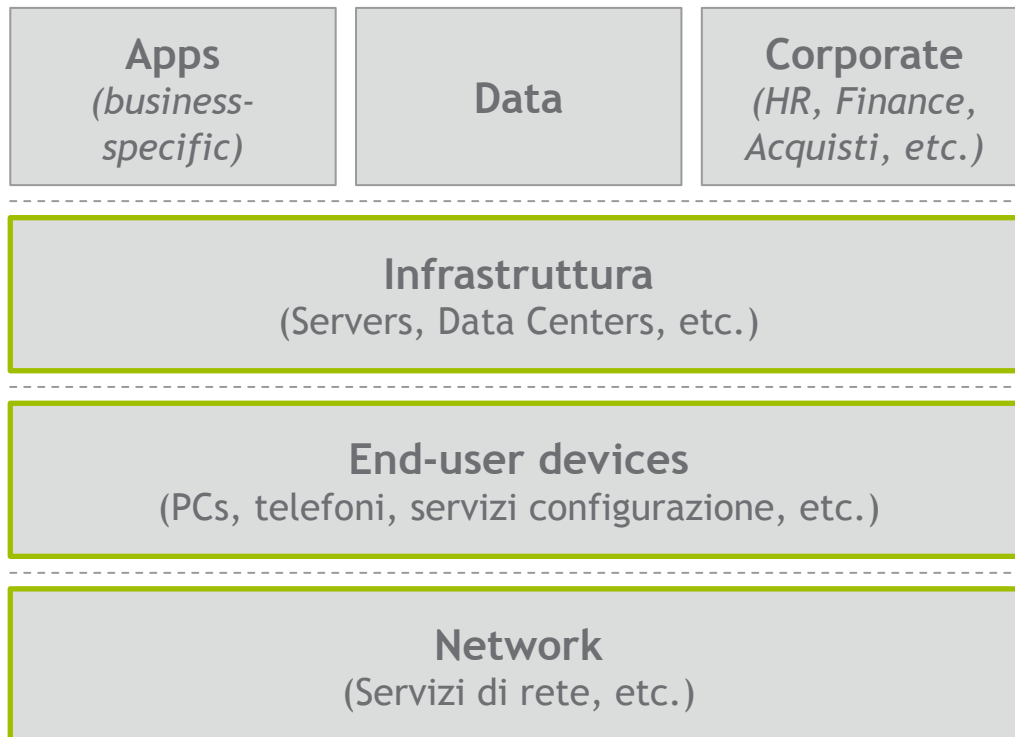 Apps
(business-
specific)
Data
Corporate
(HR, Finance,
Acquisti, etc.)
Infrastruttura
(Servers, Data Centers, etc.)
End-user devices
(PCs, telefoni, servizi configurazione, etc.)
Network
(Servizi di rete, etc.)